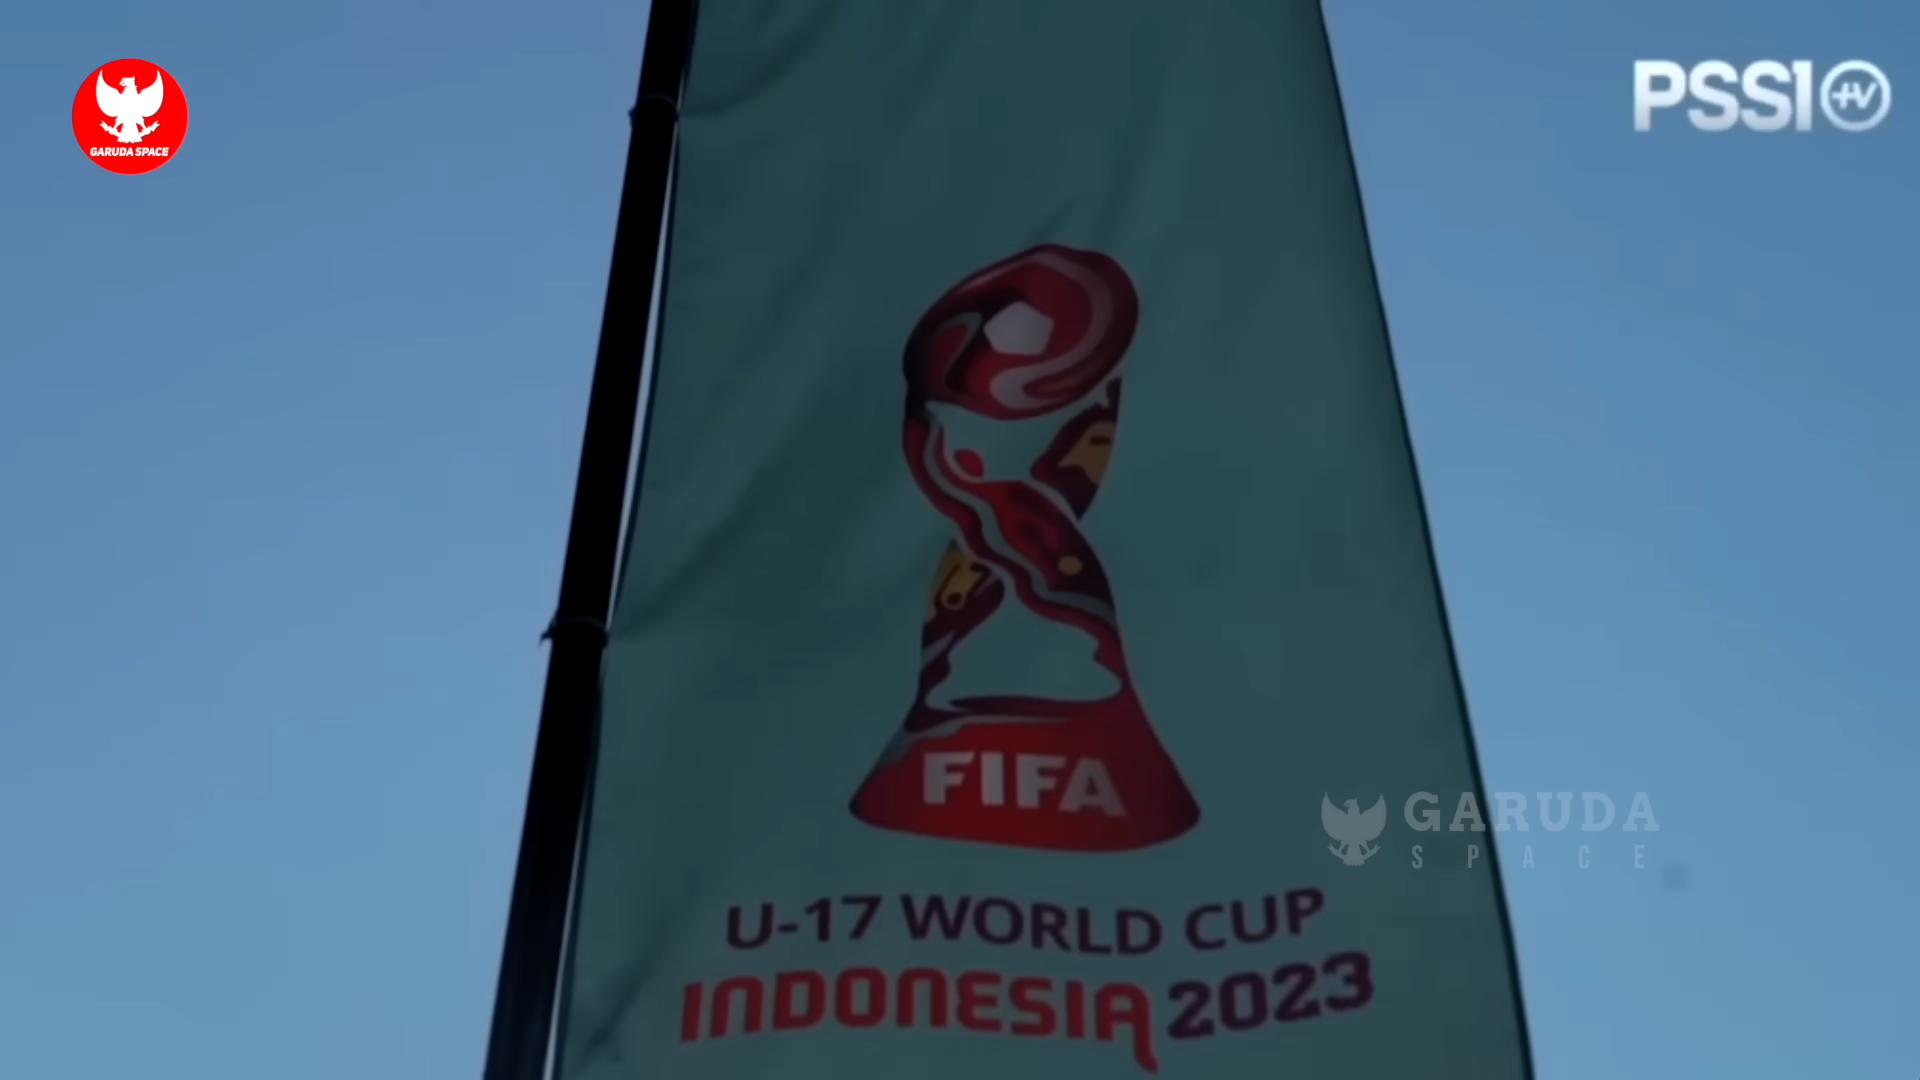 GARUDA SPACE
PSSI tv
FIFA
GARUDA
SPACE
U-17 WORLD CUP
INDONESIA 2023